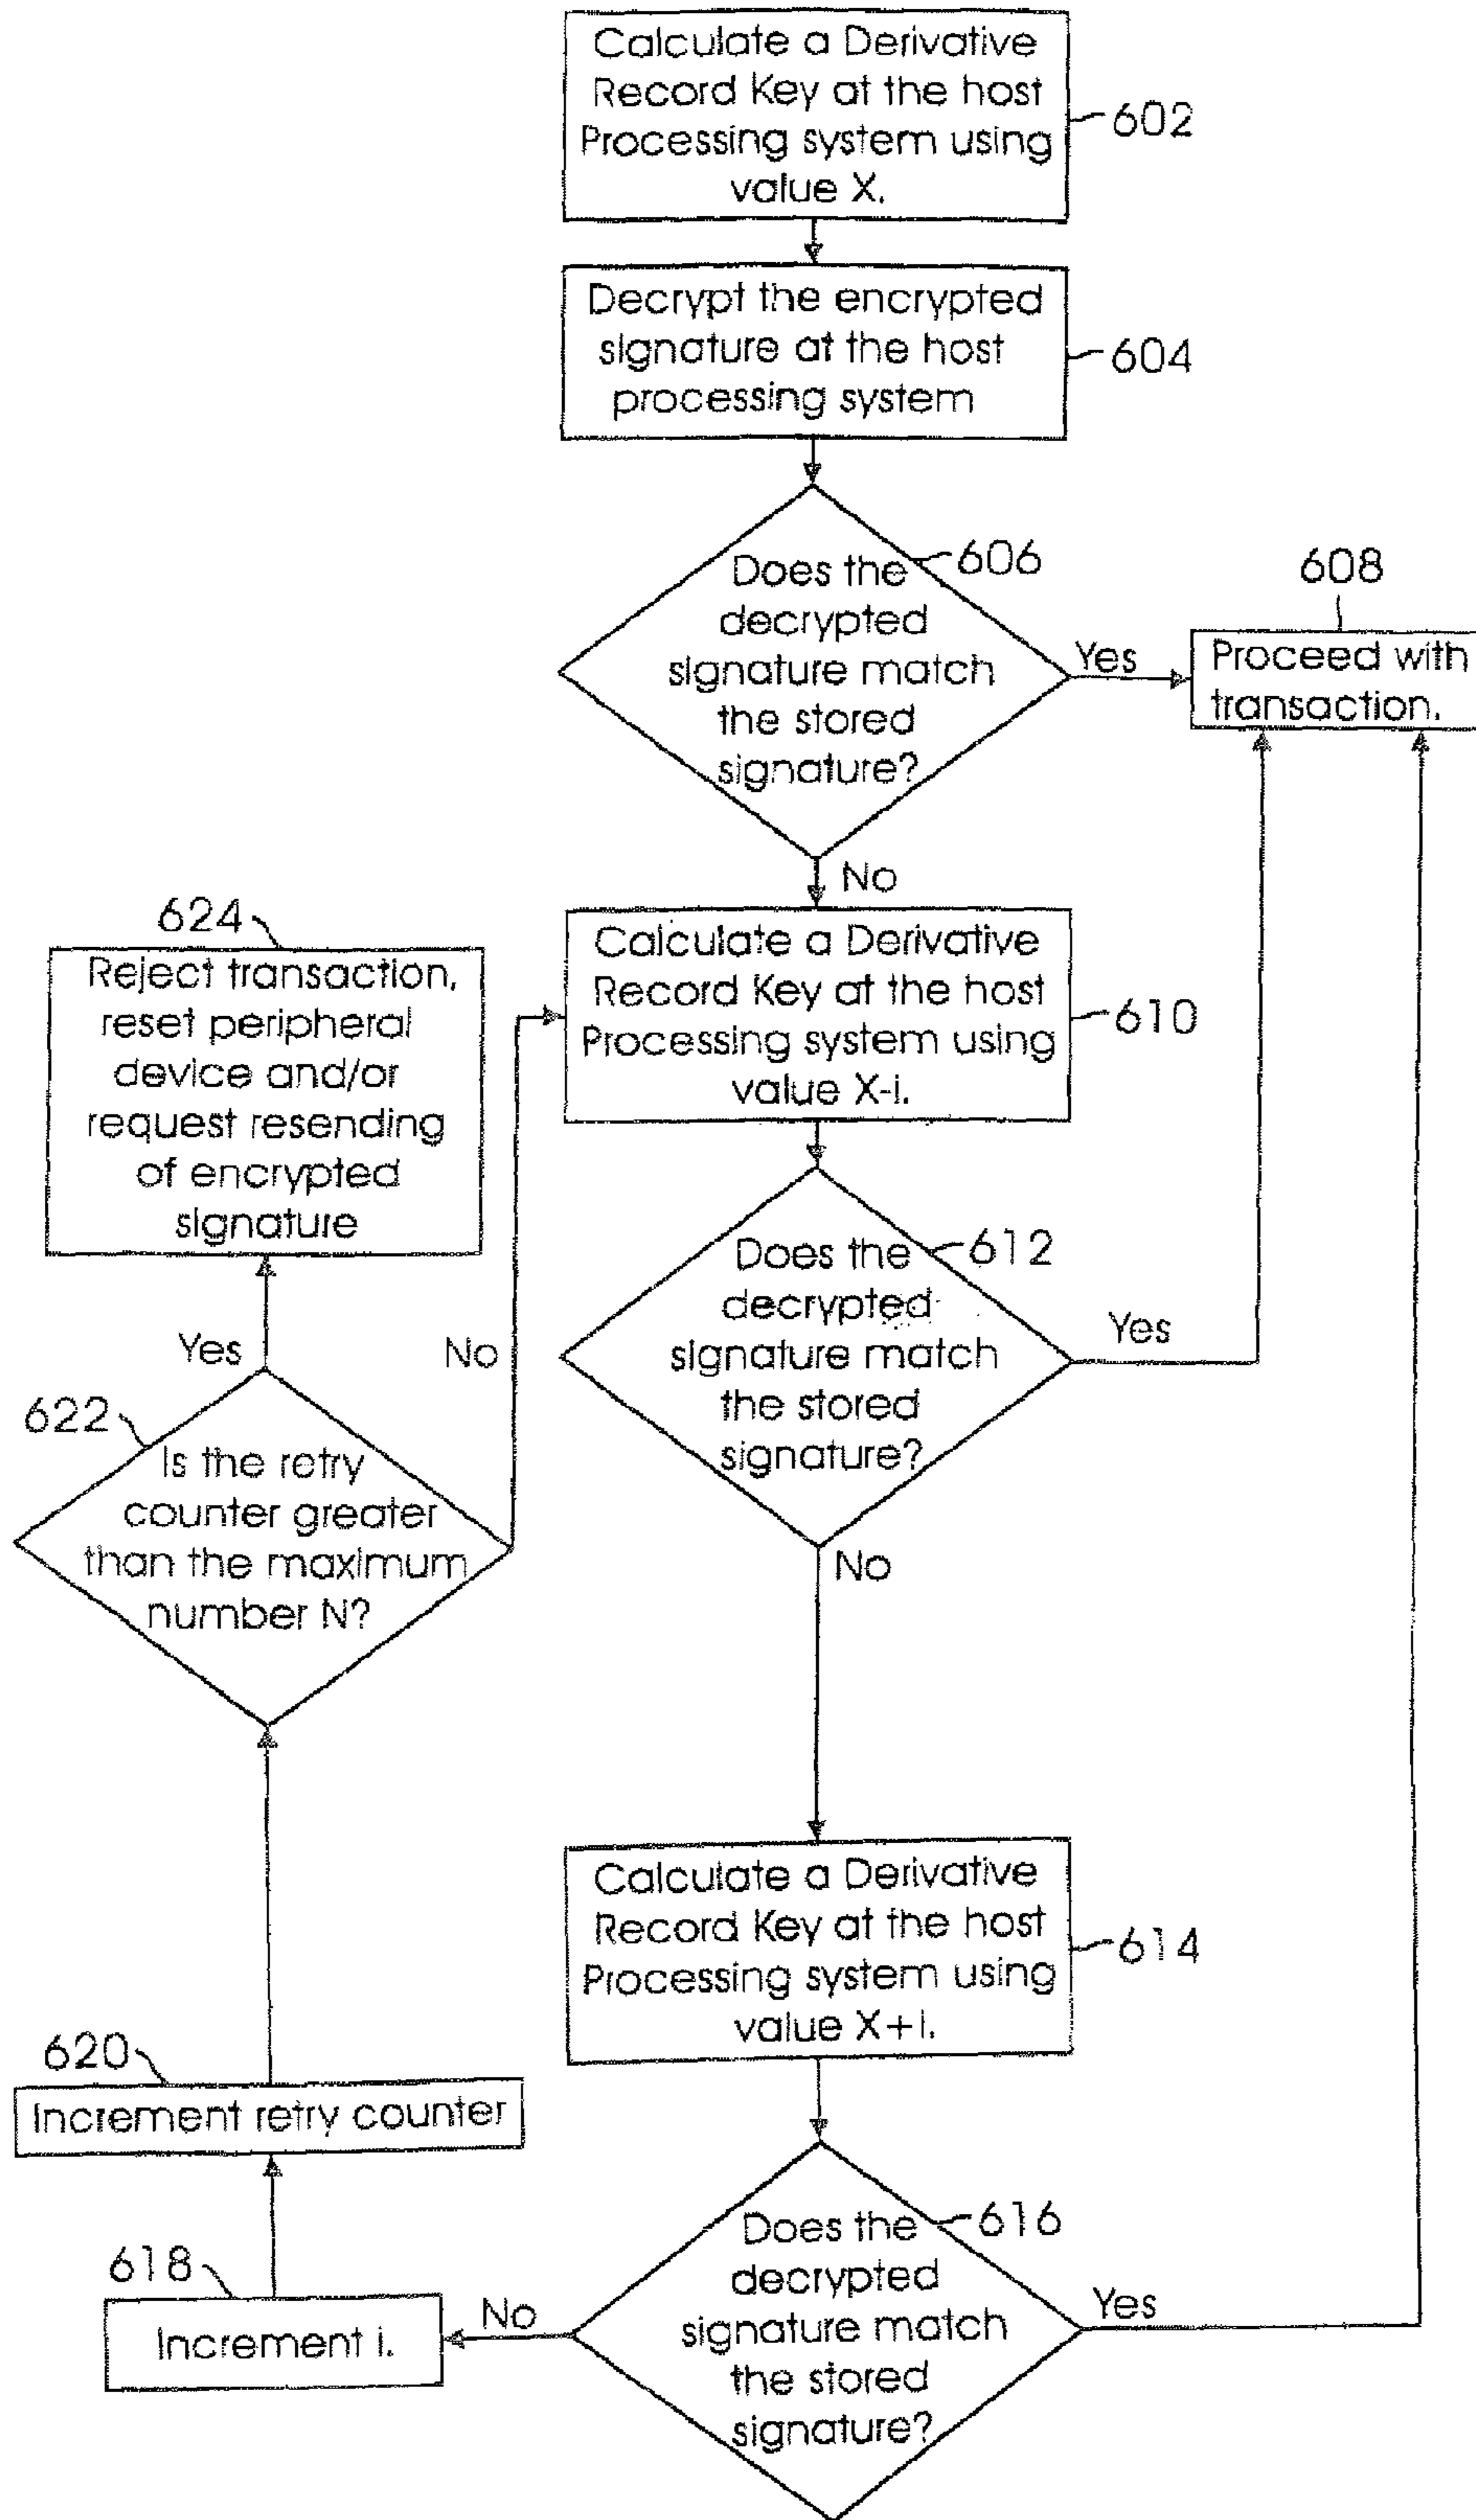 Calculate a Derivative
Record Key at the host
Processing system using
value X.
602
Decrypt the encrypted
signature at the host
processing system
604
Does the
decrypted
signature match
the stored
signature?
606
Yes
608
Proceed with
transaction.
No
Calculate a Derivative
Record Key at the host
Processing system using
value X-i.
610
624
Reject transaction,
reset peripheral
device and/or
request resending
of encrypted
signature
Does the
decrypted
signature match
the stored
signature?
612
Yes
No
Yes
No
622
Is the retry
counter greater
than the maximum
number N?
Calculate a Derivative
Record Key at the host
Processing system using
value X+i.
614
620
Increment retry counter
Does the
decrypted
signature match
the stored
signature?
616
Yes
No
618
Increment i.